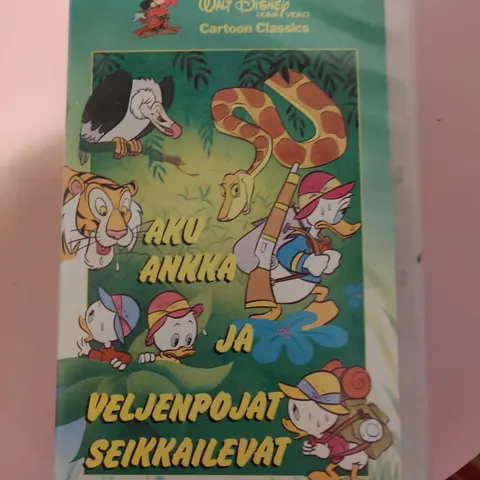 WALT DISNEY
HOME VIDEO
Cartoon Classics
AKU
ANKKA
JA
VELJENPOJAT
SEIKKAILEVAT